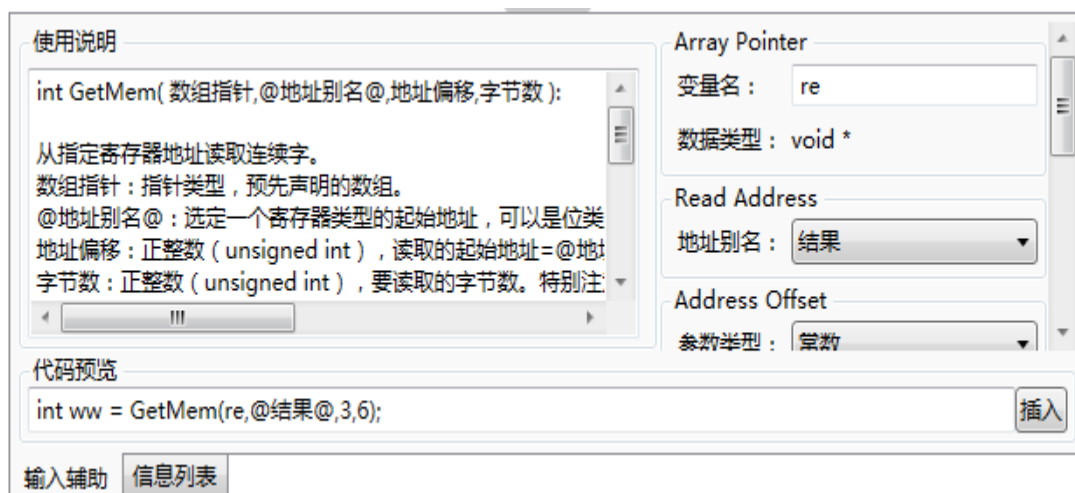 使用说明
int GetMem( 数组指针,@地址别名@,地址偏移,字节数 ):
从指定寄存器地址读取连续字。
数组指针：指针类型，预先声明的数组。
@地址别名@：选定一个寄存器类型的起始地址，可以是位类
地址偏移：正整数（unsigned int），读取的起始地址=@地
字节数：正整数（unsigned int），要读取的字节数。特别注
Array Pointer
变量名： re
数据类型： void *
Read Address
地址别名： 结果
Address Offset
参数类型： 常数
代码预览
int ww = GetMem(re,@结果@,3,6);
插入
输入辅助 信息列表